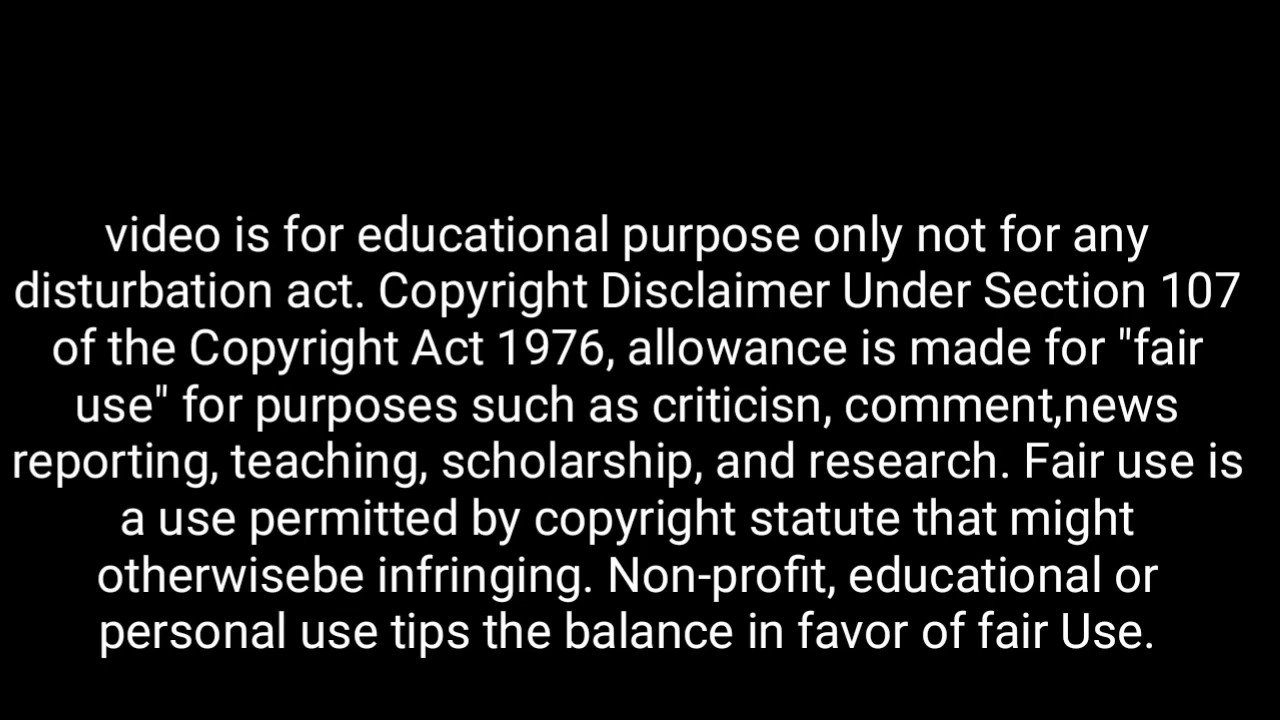 video is for educational purpose only not for any
disturbation act. Copyright Disclaimer Under Section 107
of the Copyright Act 1976, allowance is made for "fair
use" for purposes such as criticisn, comment,news
reporting, teaching, scholarship, and research. Fair use is
a use permitted by copyright statute that might
otherwisebe infringing. Non-profit, educational or
personal use tips the balance in favor of fair Use.